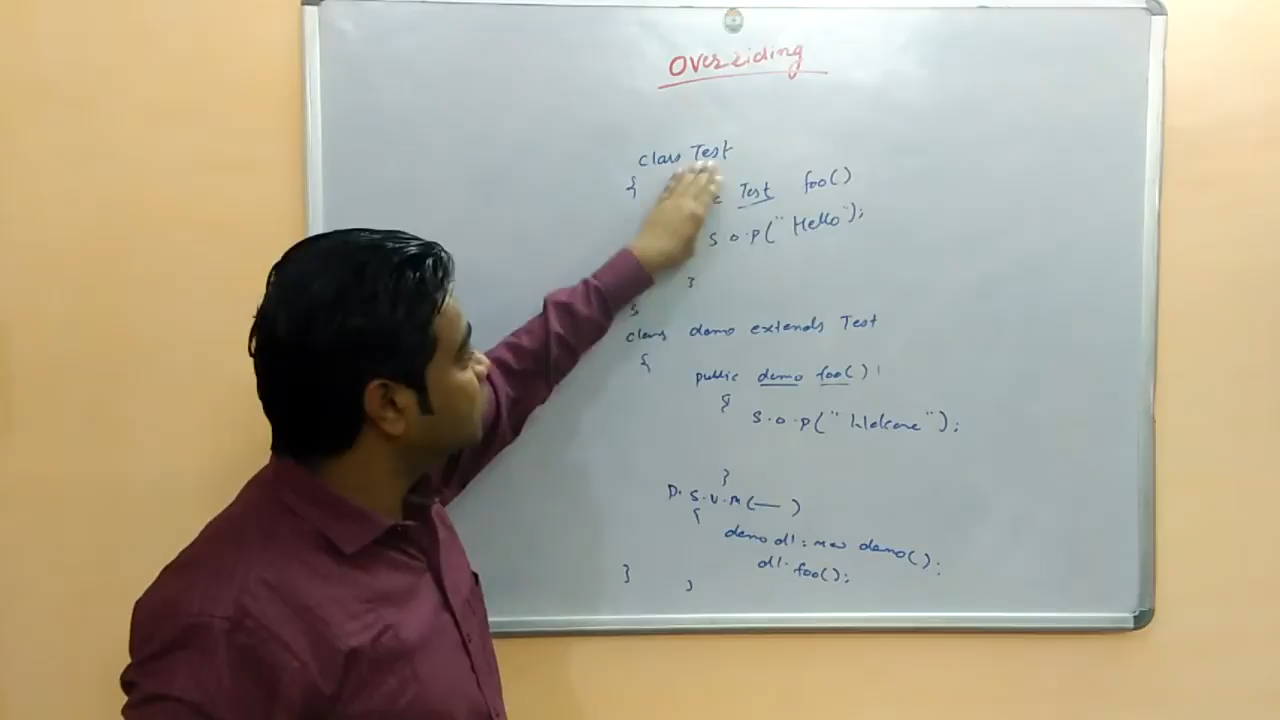 Overriding
class Test
{
Test foo()
S.O.P("Hello");
}
}
class demo extends Test
{
public demo foo()
{
S.O.P("Welcome");
}
P.S.V.M(—)
{
demo d1 = new demo();
d1.foo();
}
}